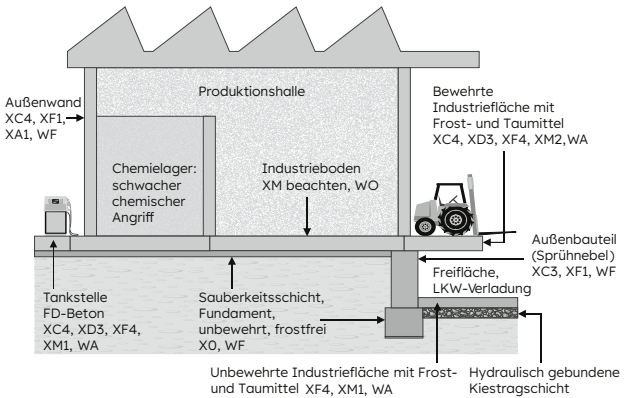 Produktionshalle
Außenwand
XC4, XF1,
XA1, WF
Bewehrte
Industriefläche mit
Frost- und Taumittel
XC4, XD3, XF4, XM2,WA
Chemielager:
schwacher
chemischer
Angriff
Industrieboden
XM beachten, WO
Außenbauteil
(Sprühnebel)
XC3, XF1, WF
Freifläche,
LKW-Verladung
Tankstelle
FD-Beton
XC4, XD3, XF4,
XM1, WA
Sauberkeitsschicht,
Fundament,
unbewehrt, frostfrei
X0, WF
Unbewehrte Industriefläche mit Frost-
und Taumittel XF4, XM1, WA
Hydraulisch gebundene
Kiestragschicht